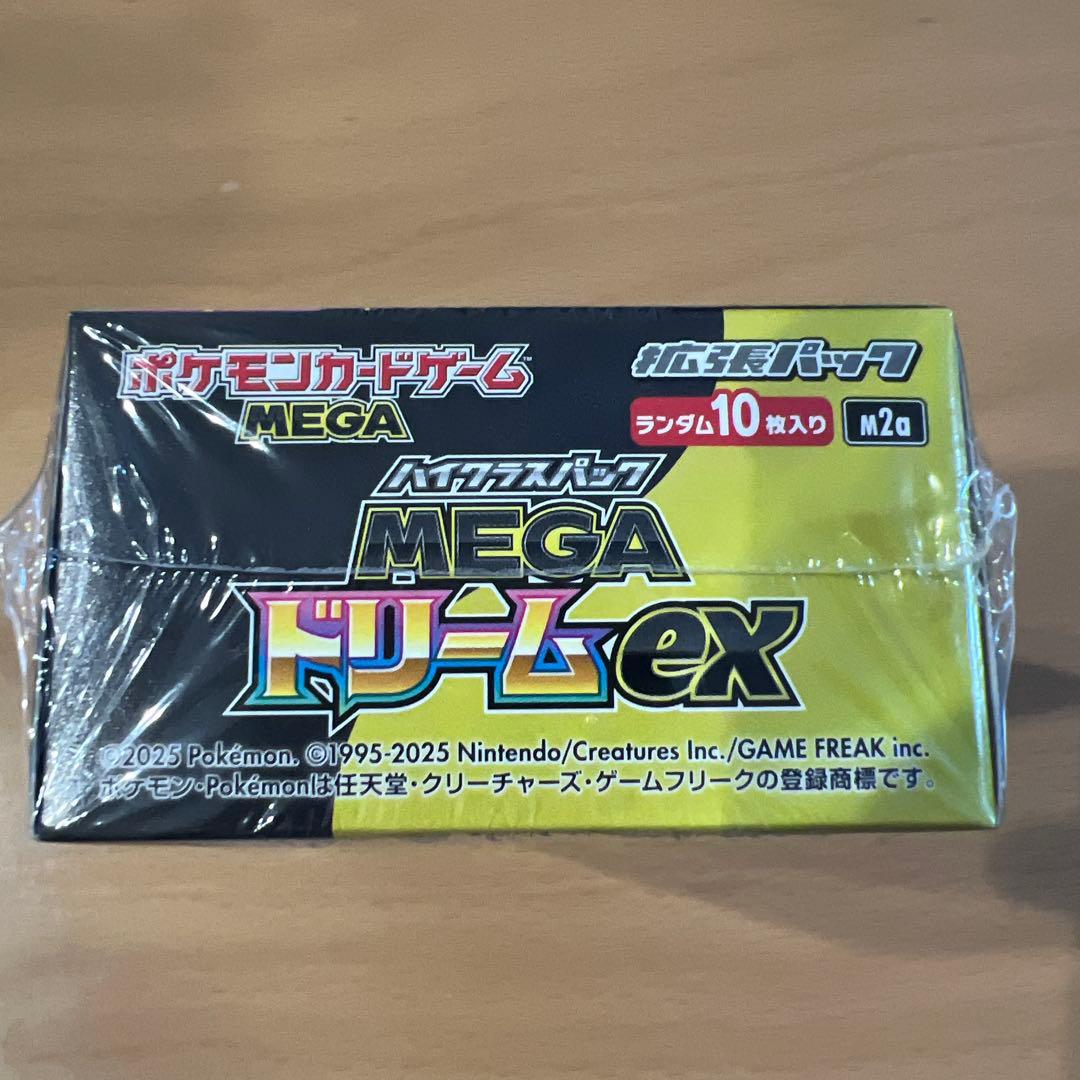 ポケモンカードゲーム™
MEGA
拡張パック
ランダム10枚入り
M2a
ハイクラスパック
MEGA
ドリームex
©2025 Pokémon. ©1995-2025 Nintendo/Creatures Inc./GAME FREAK inc.
ポケモン・Pokémonは任天堂・クリーチャーズ・ゲームフリークの登録商標です。